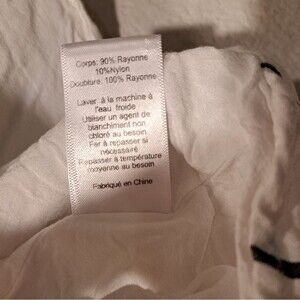 Corps: 90% Rayonne
10%Nylon
Doublure: 100% Rayonne
Laver à la machine à
l'eau froide
Utiliser un agent de
blanchiment non
chloré au besoin
Fer à repasser si
nécessaire
Repasser à température
moyenne au besoin
Fabriqué en Chine